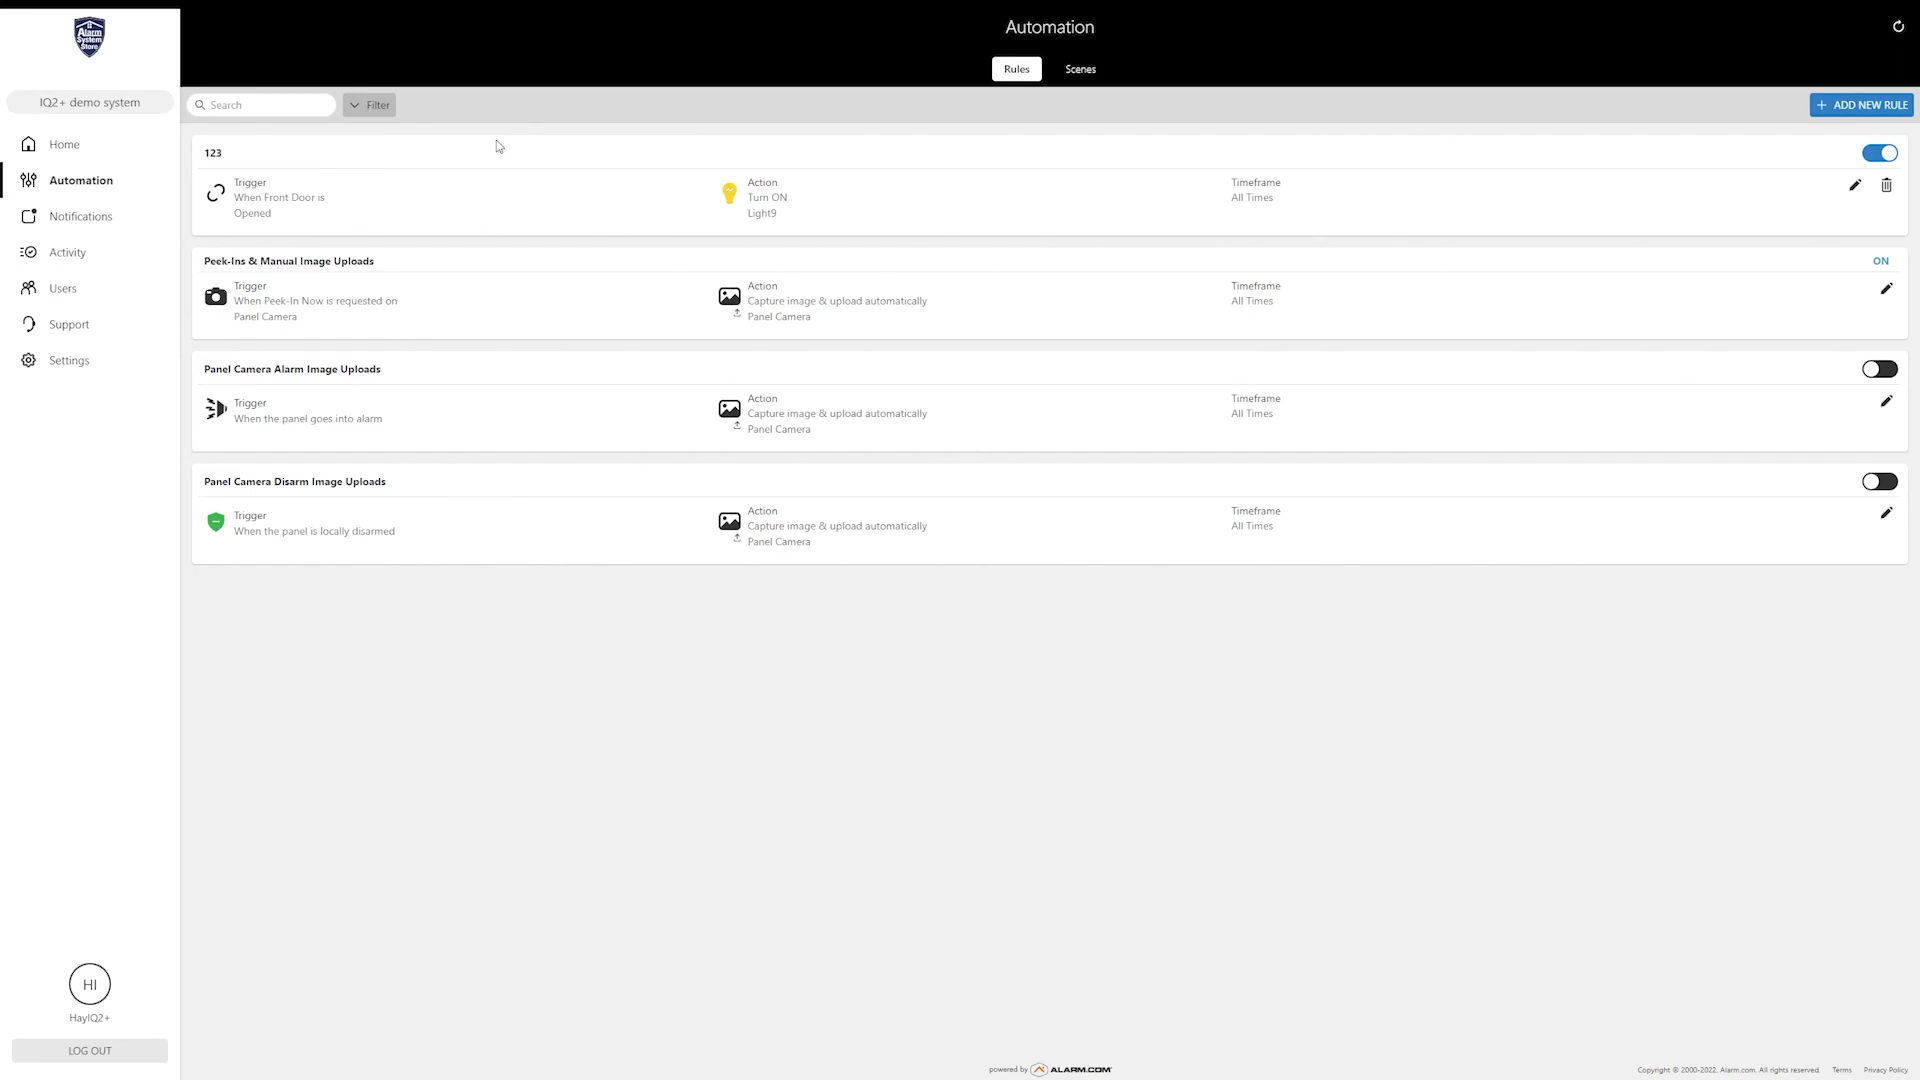 Alarm
System
Store
Automation
Rules
Scenes
IQ2+ demo system
Search
Filter
ADD NEW RULE
Home
Automation
Notifications
Activity
Users
Support
Settings
123
Trigger
When Front Door is
Opened
Action
Turn ON
Light9
Timeframe
All Times
Peek-Ins & Manual Image Uploads
ON
Trigger
When Peek-In Now is requested on
Panel Camera
Action
Capture image & upload automatically
Panel Camera
Timeframe
All Times
Panel Camera Alarm Image Uploads
Trigger
When the panel goes into alarm
Action
Capture image & upload automatically
Panel Camera
Timeframe
All Times
Panel Camera Disarm Image Uploads
Trigger
When the panel is locally disarmed
Action
Capture image & upload automatically
Panel Camera
Timeframe
All Times
HI
HayIQ2+
LOG OUT
powered by ALARM.COM
Copyright © 2000-2022, Alarm.com. All rights reserved. Terms Privacy Policy